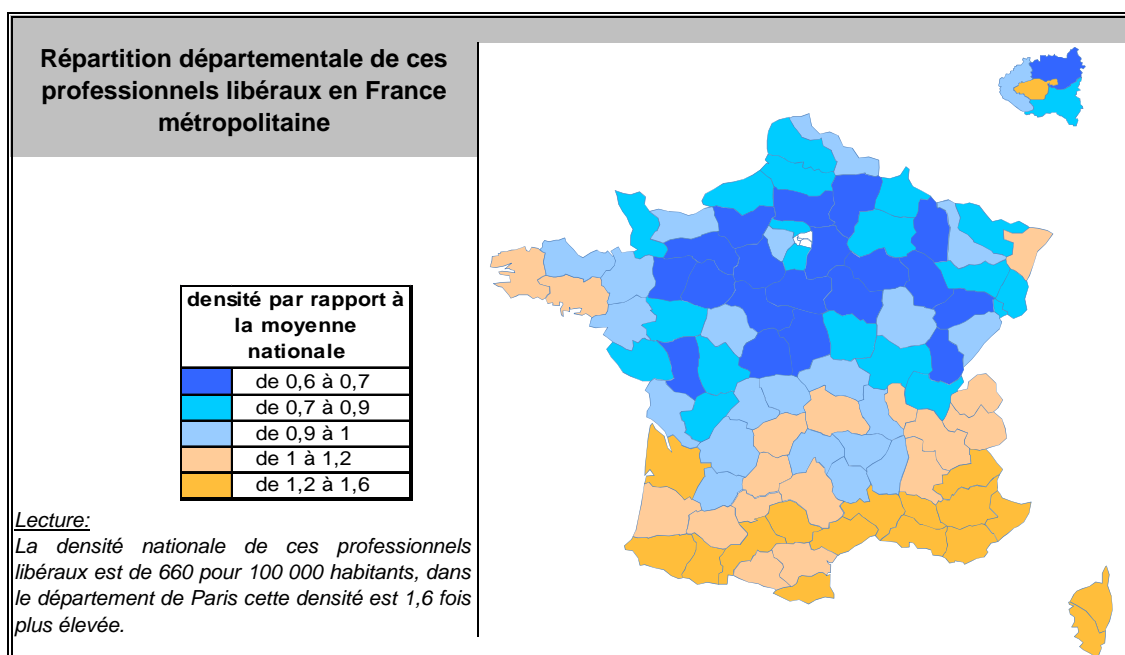 Répartition départementale de ces
professionnels libéraux en France
métropolitaine
densité par rapport à
la moyenne
nationale
de 0,6 à 0,7
de 0,7 à 0,9
de 0,9 à 1
de 1 à 1,2
de 1,2 à 1,6
Lecture:
La densité nationale de ces professionnels
libéraux est de 660 pour 100 000 habitants, dans
le département de Paris cette densité est 1,6 fois
plus élevée.